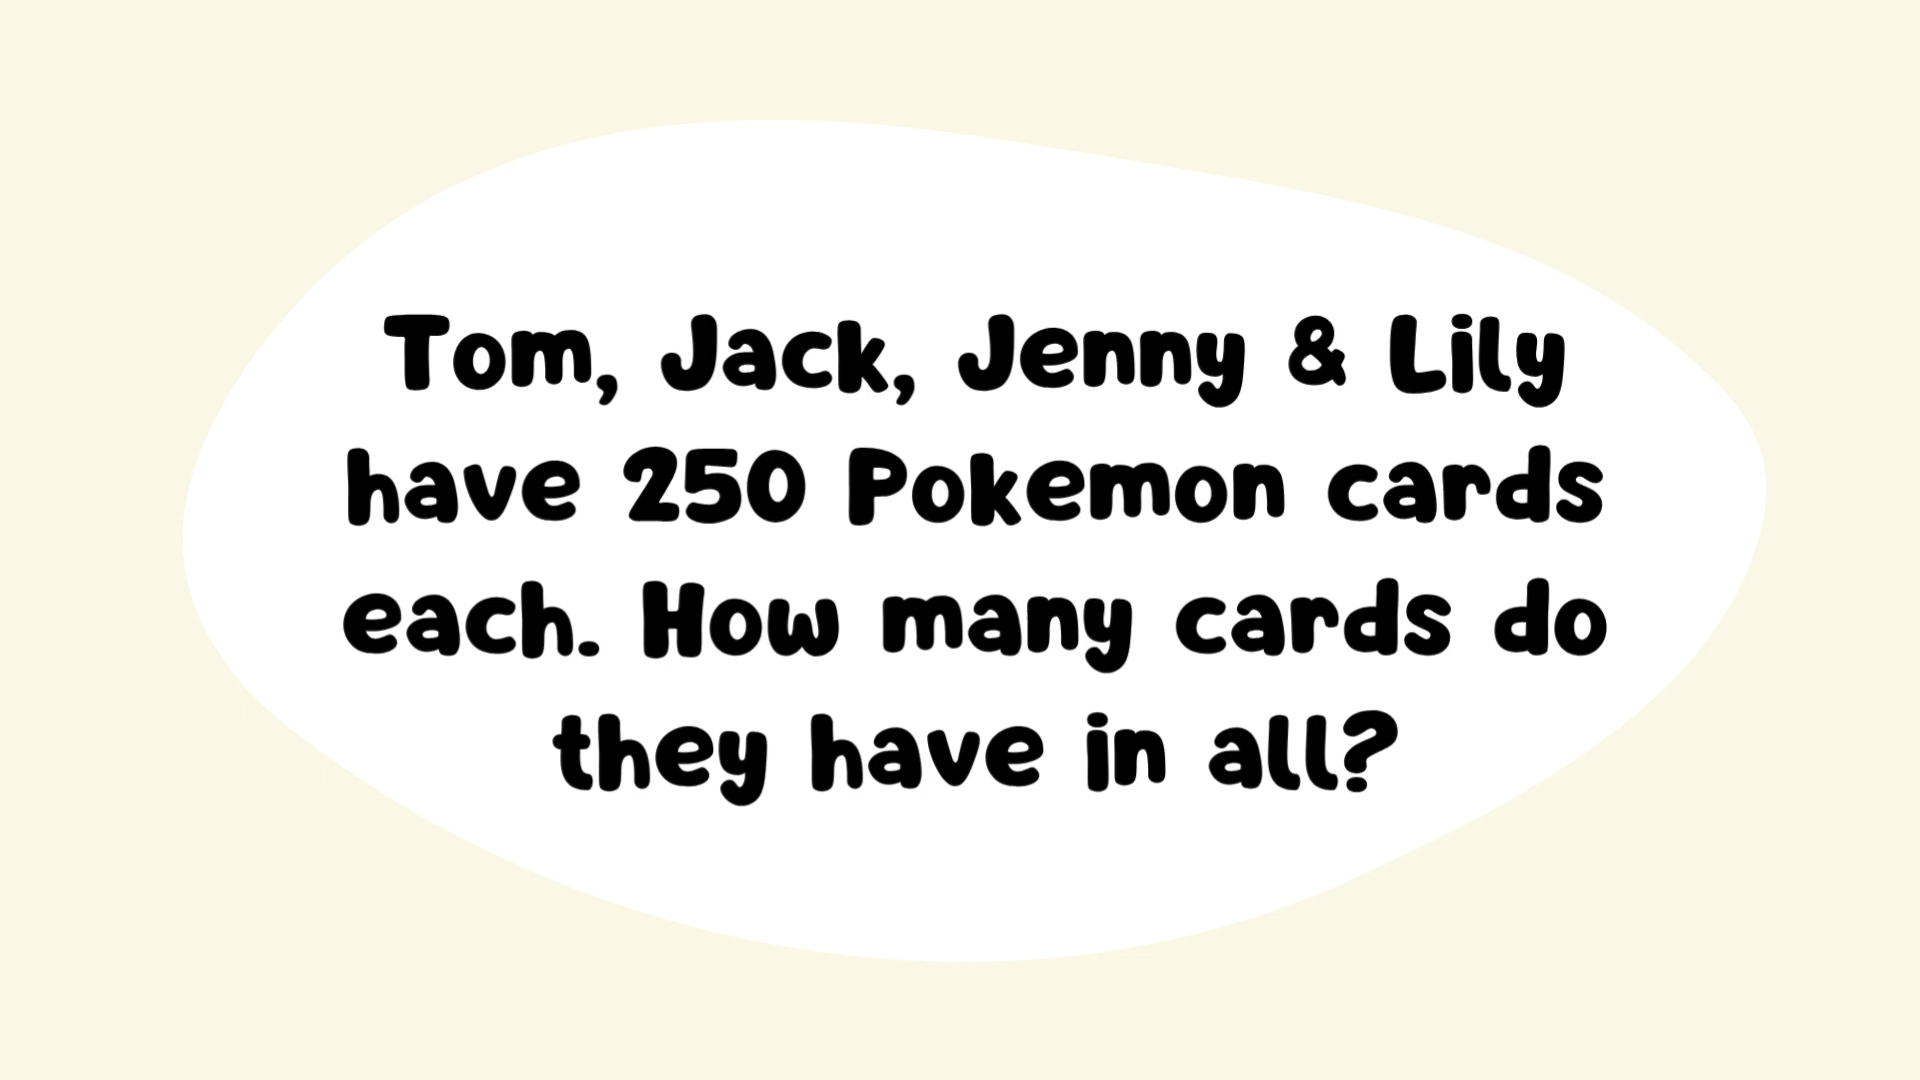 Tom, Jack, Jenny & Lily
have 250 Pokemon cards
each. How many cards do
they have in all?